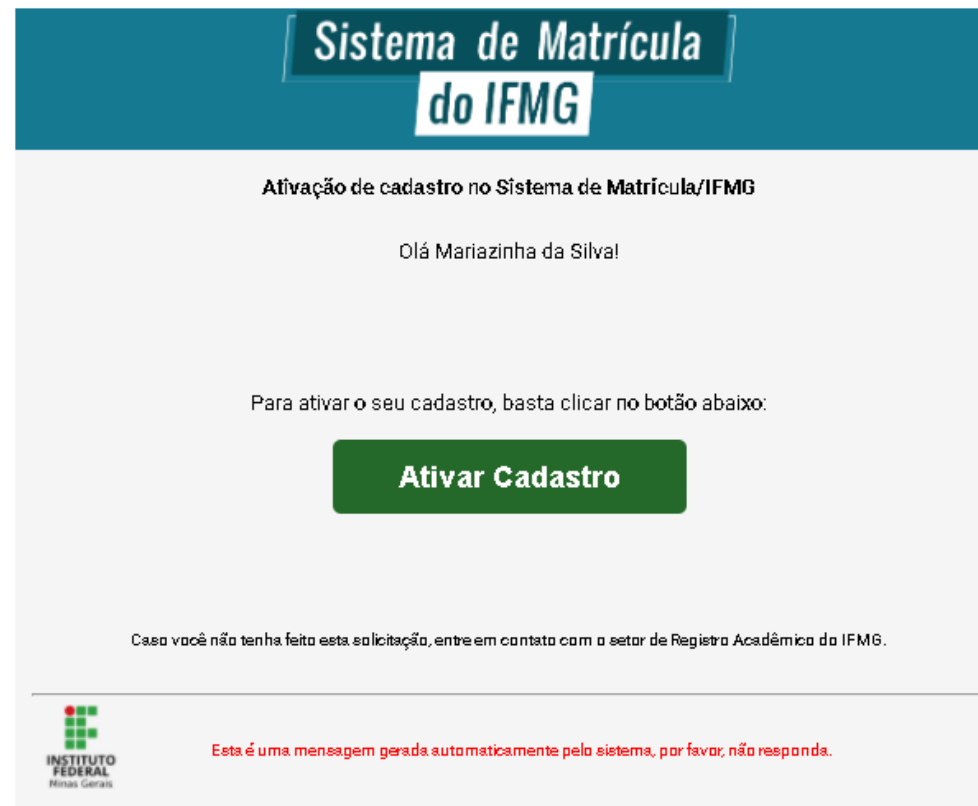 Sistema de Matrícula
do IFMG
Ativação de cadastro no Sistema de Matrícula/IFMG
Olá Mariazinha da Silva!
Para ativar o seu cadastro, basta clicar no botão abaixo:
Ativar Cadastro
Caso você não tenha feito esta solicitação, entre em contato com o setor de Registro Acadêmico do IFMG.
INSTITUTO
FEDERAL
Minas Gerais
Esta é uma mensagem gerada automaticamente pelo sistema, por favor, não responda.